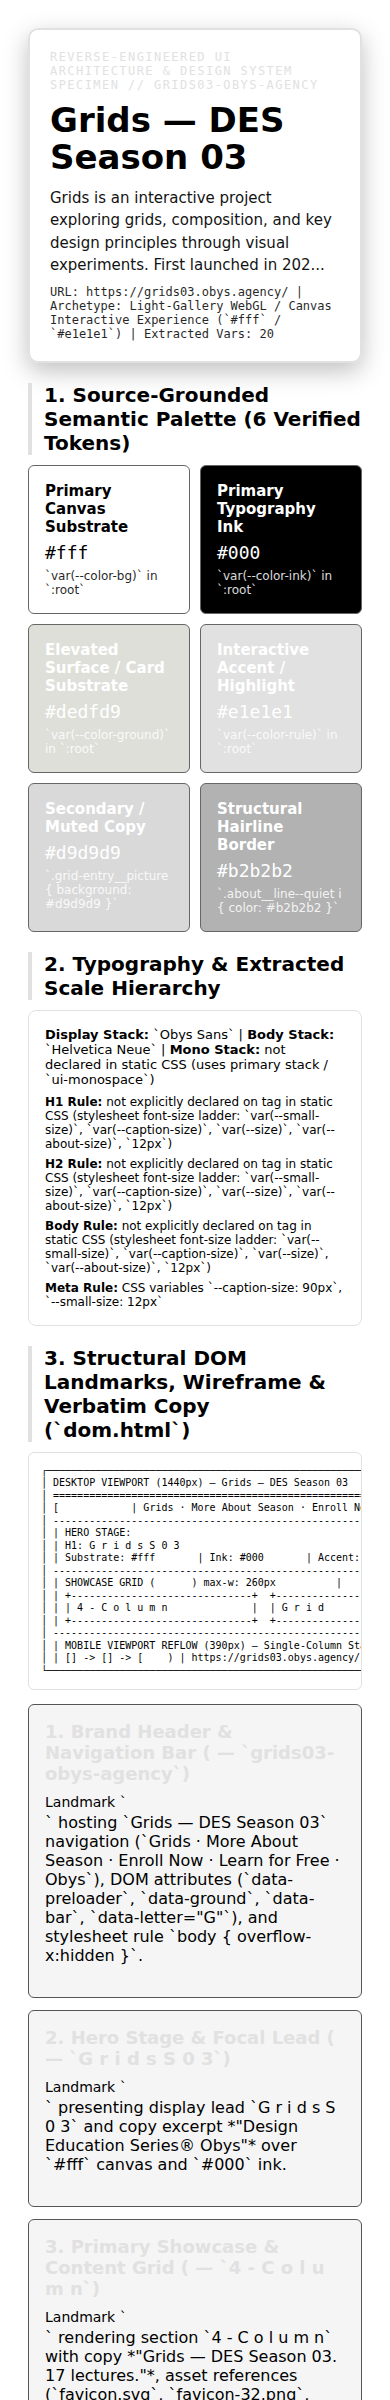 REVERSE-ENGINEERED UI
ARCHITECTURE & DESIGN SYSTEM
SPECIMEN // GRIDS03-OBYS-AGENCY
Grids — DES
Season 03
Grids is an interactive project
exploring grids, composition, and key
design principles through visual
experiments. First launched in 202...
URL: https://grids03.obys.agency/ |
Archetype: Light-Gallery WebGL / Canvas
Interactive Experience (`#fff` /
`#e1e1e1`) | Extracted Vars: 20
1. Source-Grounded
Semantic Palette (6 Verified
Tokens)
Primary
Canvas
Substrate
#fff
`var(--color-bg)` in
`:root`
Primary
Typography
Ink
#000
`var(--color-ink)` in
`:root`
Elevated
Surface / Card
Substrate
#dedfd9
`var(--color-ground)`
in `:root`
Interactive
Accent /
Highlight
#e1e1e1
`var(--color-rule)` in
`:root`
Secondary /
Muted Copy
#d9d9d9
`.grid-entry__picture
{ background:
#d9d9d9 }`
Structural
Hairline
Border
#b2b2b2
`.about__line--quiet i
{ color: #b2b2b2 }`
2. Typography & Extracted
Scale Hierarchy
Display Stack: `Obys Sans` | Body Stack:
`Helvetica Neue` | Mono Stack: not
declared in static CSS (uses primary stack /
`ui-monospace`)
H1 Rule: not explicitly declared on tag in static
CSS (stylesheet font-size ladder: `var(--small-
size)`, `var(--caption-size)`, `var(--size)`, `var(--
about-size)`, `12px`)
H2 Rule: not explicitly declared on tag in static
CSS (stylesheet font-size ladder: `var(--small-
size)`, `var(--caption-size)`, `var(--size)`, `var(--
about-size)`, `12px`)
Body Rule: not explicitly declared on tag in
static CSS (stylesheet font-size ladder: `var(--
small-size)`, `var(--caption-size)`, `var(--size)`,
`var(--about-size)`, `12px`)
Meta Rule: CSS variables `--caption-size: 90px`,
`--small-size: 12px`
3. Structural DOM
Landmarks, Wireframe &
Verbatim Copy
(`dom.html`)
DESKTOP VIEWPORT (1440px) — Grids — DES Season 03
[ | Grids · More About Season · Enroll N
HERO STAGE:
H1: G r i d s S 0 3
Substrate: #fff | Ink: #000 | Accent:
SHOWCASE GRID ( ) max-w: 260px |
| 4 - C o l u m n | | G r i d
MOBILE VIEWPORT REFLOW (390px) — Single-Column St
[] -> [] -> [ ) | https://grids03.obys.agency/
1. Brand Header &
Navigation Bar ( — `grids03-
obys-agency`)
Landmark `
` hosting `Grids — DES Season 03`
navigation (`Grids · More About
Season · Enroll Now · Learn for Free ·
Obys`), DOM attributes (`data-
preloader`, `data-ground`, `data-
bar`, `data-letter="G"`), and
stylesheet rule `body { overflow-
x:hidden }`.
2. Hero Stage & Focal Lead (
— `G r i d s S 0 3`)
Landmark `
` presenting display lead `G r i d s S
0 3` and copy excerpt *"Design
Education Series® Obys"* over
`#fff` canvas and `#000` ink.
3. Primary Showcase &
Content Grid ( — `4 - C o l u
m n`)
Landmark `
` rendering section `4 - C o l u m n`
with copy *"Grids — DES Season 03.
17 lectures."*, asset references
(`favicon.svg`, `favicon-32.png`,